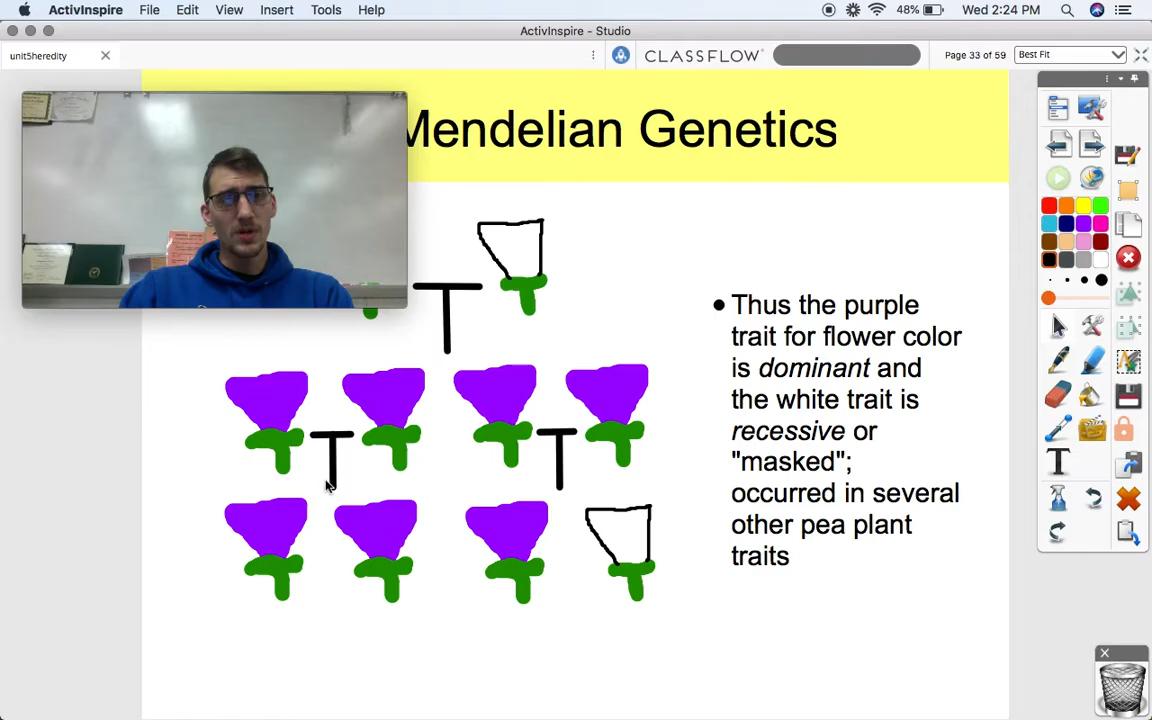 ActivInspire File Edit View Insert Tools Help 48% Wed 2:24 PM
ActivInspire - Studio
unit5heredity CLASSFLOW Page 33 of 59 Best Fit
Mendelian Genetics
• Thus the purple
trait for flower color
is dominant and
the white trait is
recessive or
"masked";
occurred in several
other pea plant
traits